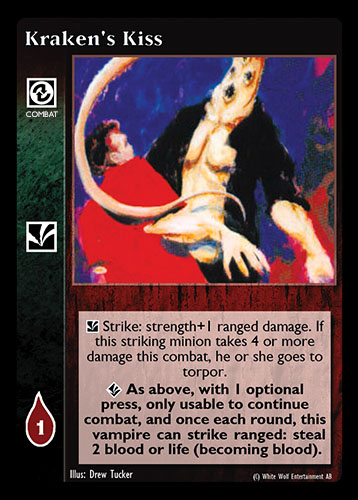 Kraken's Kiss
COMBAT
Strike: strength+1 ranged damage. If
this striking minion takes 4 or more
damage this combat, he or she goes to
torpor.
As above, with 1 optional
press, only usable to continue
combat, and once each round, this
vampire can strike ranged: steal
2 blood or life (becoming blood).
1
Illus: Drew Tucker
(C) White Wolf Entertainment AB